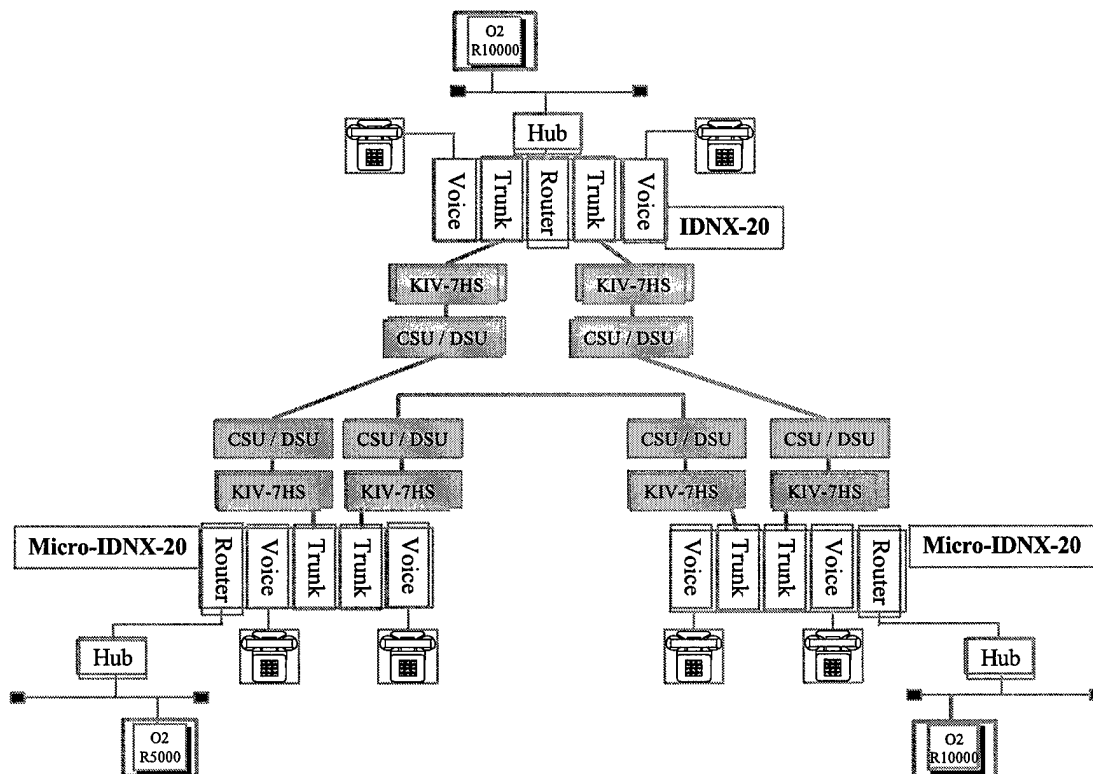 O2
R10000
Hub
Voice
Trunk
Router
Trunk
Voice
IDNX-20
KIV-7HS
KIV-7HS
CSU / DSU
CSU / DSU
CSU / DSU
CSU / DSU
CSU / DSU
CSU / DSU
KIV-7HS
KIV-7HS
KIV-7HS
KIV-7HS
Micro-IDNX-20
Router
Voice
Trunk
Trunk
Voice
Voice
Trunk
Trunk
Voice
Router
Micro-IDNX-20
Hub
Hub
O2
R5000
O2
R10000